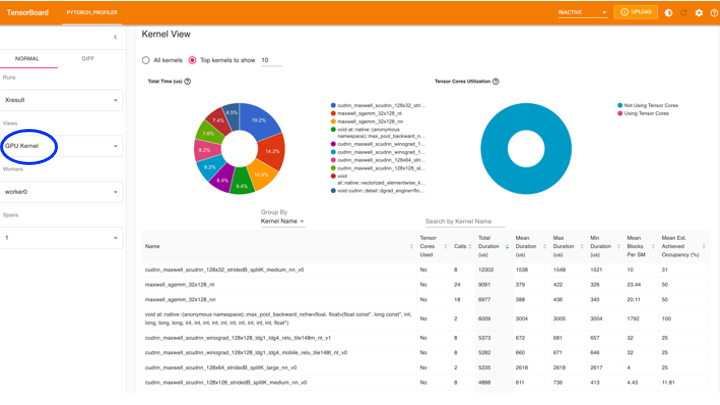 TensorBoard
PYTORCH_PROFILER
INACTIVE
UPLOAD
NORMAL
DIFF
Runs
Xresult
Views
GPU Kernel
Workers
worker0
Spans
1
Kernel View
All kernels
Top kernels to show
10
Total Time (us)
19.2%
14.2%
10.9%
9.4%
8.4%
8.2%
8.2%
7.6%
7.4%
cudnn_maxwell_scudnn_128x32_stri...
maxwell_sgemm_32x128_nt
maxwell_sgemm_32x128_nn
void at::native::(anonymous
namespace)::max_pool_backward_n...
cudnn_maxwell_scudnn_winograd_1...
cudnn_maxwell_scudnn_winograd_1...
cudnn_maxwell_scudnn_128x64_stri...
cudnn_maxwell_scudnn_128x128_st...
void
at::native::vectorized_elementwise_k...
void cudnn::detail::dgrad_engine<flo...
Tensor Cores Utilization
Not Using Tensor Cores
Using Tensor Cores
Group By
Kernel Name
Search by Kernel Name
Name
Tensor Cores Used
Calls
Total Duration (us)
Mean Duration (us)
Max Duration (us)
Min Duration (us)
Mean Blocks Per SM
Mean Est. Achieved Occupancy (%)
cudnn_maxwell_scudnn_128x32_stridedB_splitK_medium_nn_v0 No 8 12302 1538 1548 1521 10 31
maxwell_sgemm_32x128_nt No 24 9091 379 422 326 23.44 50
maxwell_sgemm_32x128_nn No 18 6977 388 436 340 20.11 50
void at::native::(anonymous namespace)::max_pool_backward_nchw<float, float>(float const*, long const*, int,
long, long, long, int, int, int, int, int, int, int, int, int, int, float*) No 2 6009 3004 3005 3004 1792 100
cudnn_maxwell_scudnn_winograd_128x128_ldg1_ldg4_relu_tile148m_nt_v1 No 8 5373 672 681 657 32 25
cudnn_maxwell_scudnn_winograd_128x128_ldg1_ldg4_mobile_relu_tile148t_nt_v0 No 8 5282 660 671 646 32 25
cudnn_maxwell_scudnn_128x64_stridedB_splitK_large_nn_v0 No 2 5235 2618 2618 2617 4 25
cudnn_maxwell_scudnn_128x128_stridedB_splitK_medium_nn_v0 No 8 4888 611 736 413 4.43 11.81